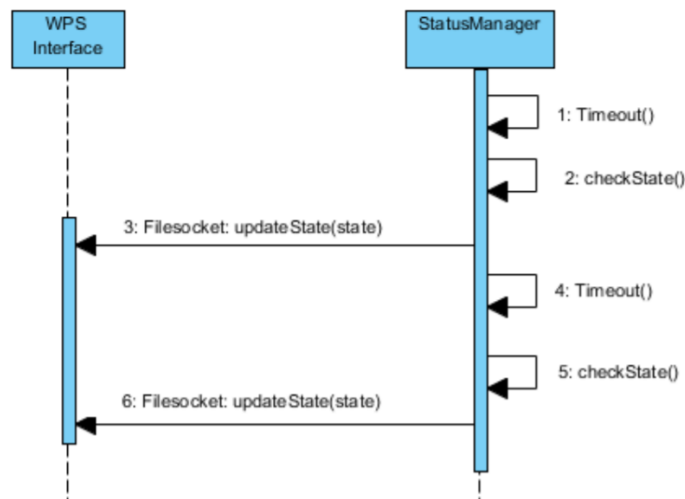 WPS
Interface
StatusManager
1: Timeout()
2: checkState()
3: Filesocket: updateState(state)
4: Timeout()
5: checkState()
6: Filesocket: updateState(state)